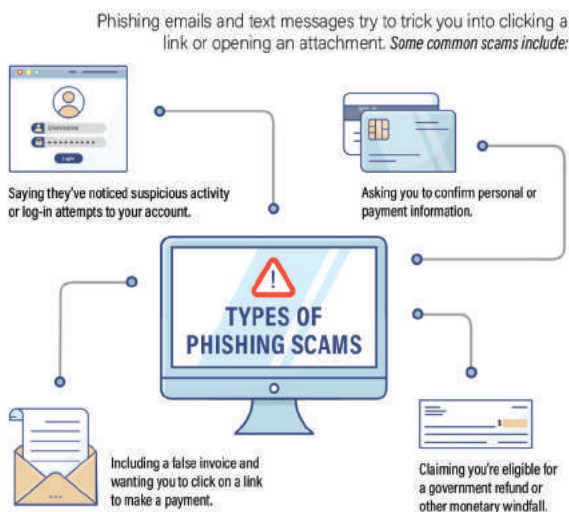 Phishing emails and text messages try to trick you into clicking a
link or opening an attachment. Some common scams include:
Username
Login
Saying they've noticed suspicious activity
or log-in attempts to your account.
Asking you to confirm personal or
payment information.
TYPES OF
PHISHING SCAMS
Including a false invoice and
wanting you to click on a link
to make a payment.
$
Claiming you're eligible for
a government refund or
other monetary windfall.